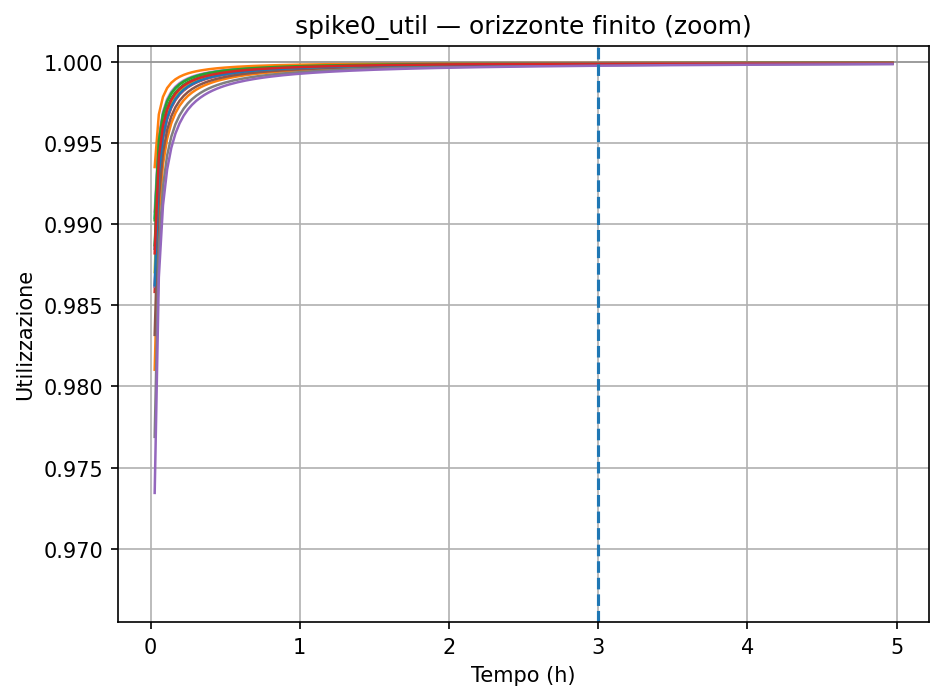 spike0_util — orizzonte finito (zoom)
1.000
0.995
0.990
0.985
0.980
0.975
0.970
Utilizzazione
0 1 2 3 4 5
Tempo (h)